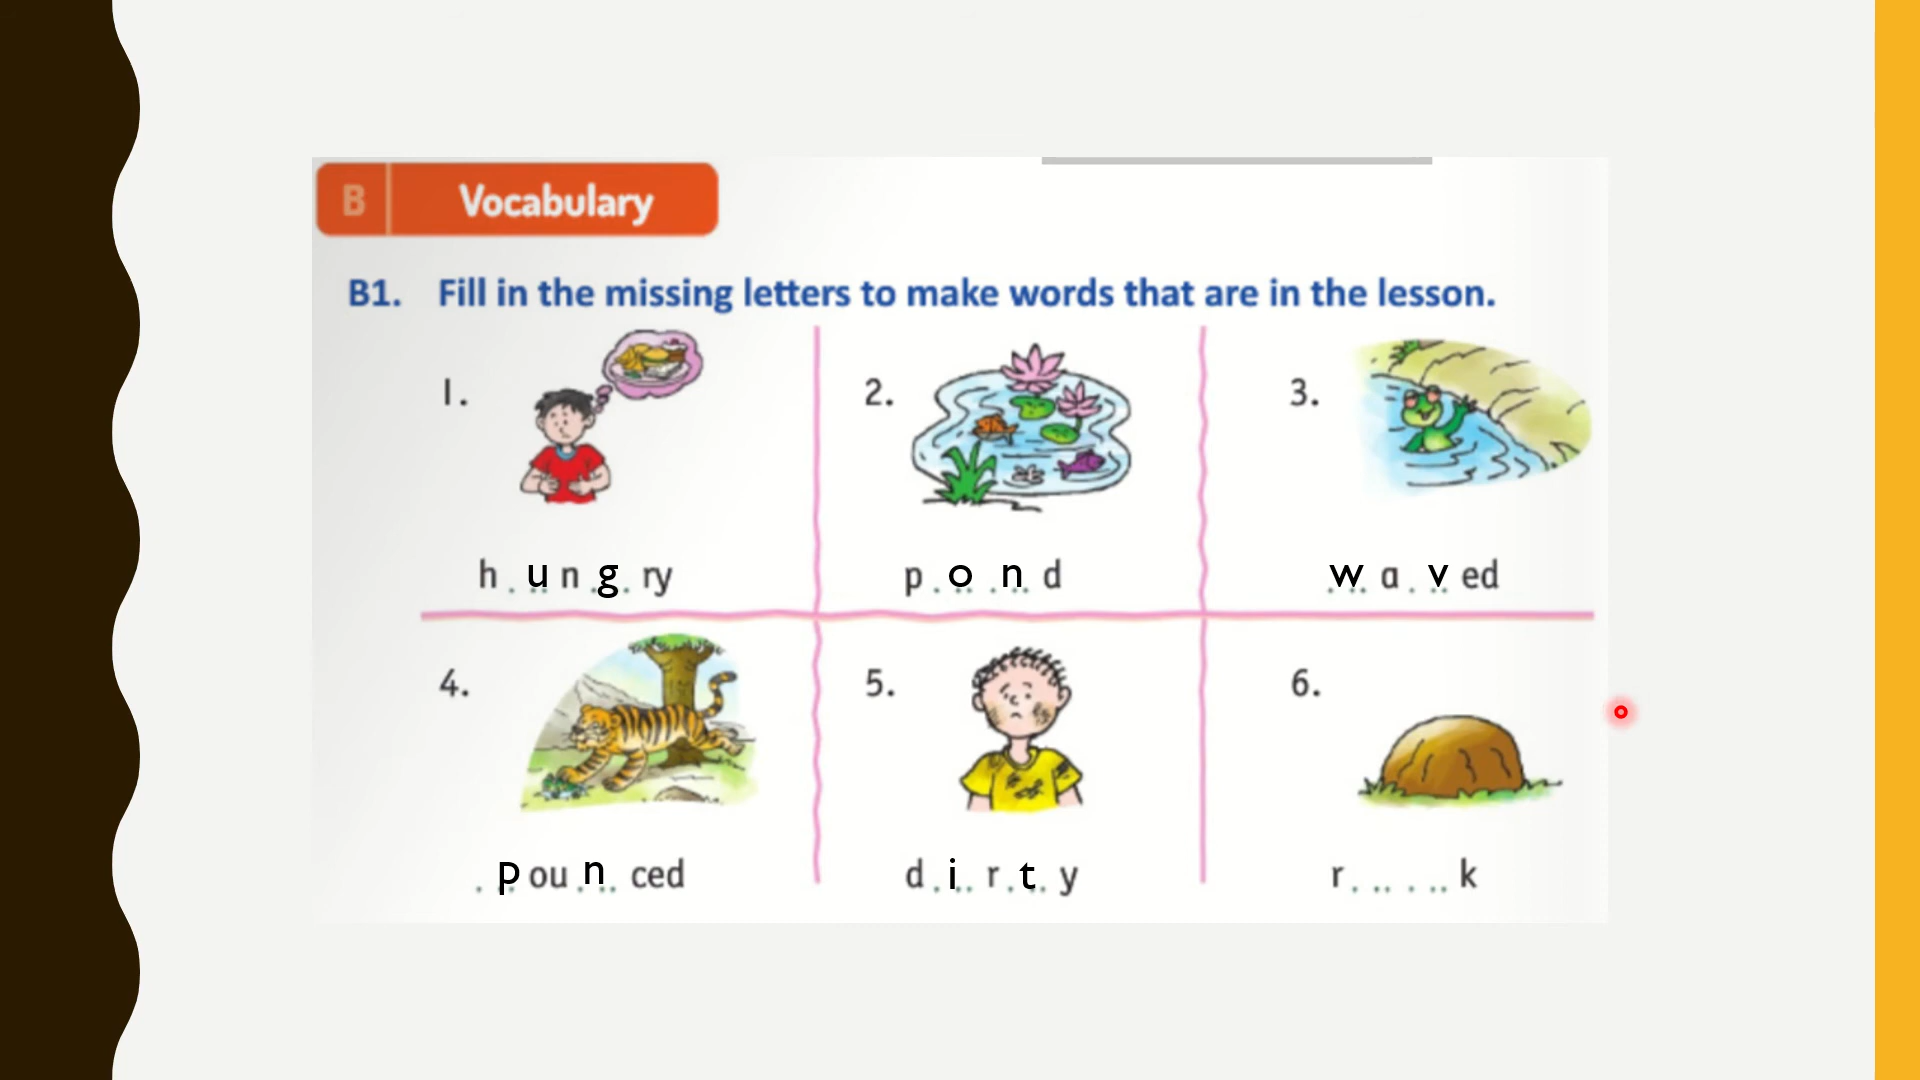 B Vocabulary
B1. Fill in the missing letters to make words that are in the lesson.
1. 2. 3.
h u n g ry p o n d w a v ed
4. 5. 6.
p ou n ced d i r t y r . .. . .. k